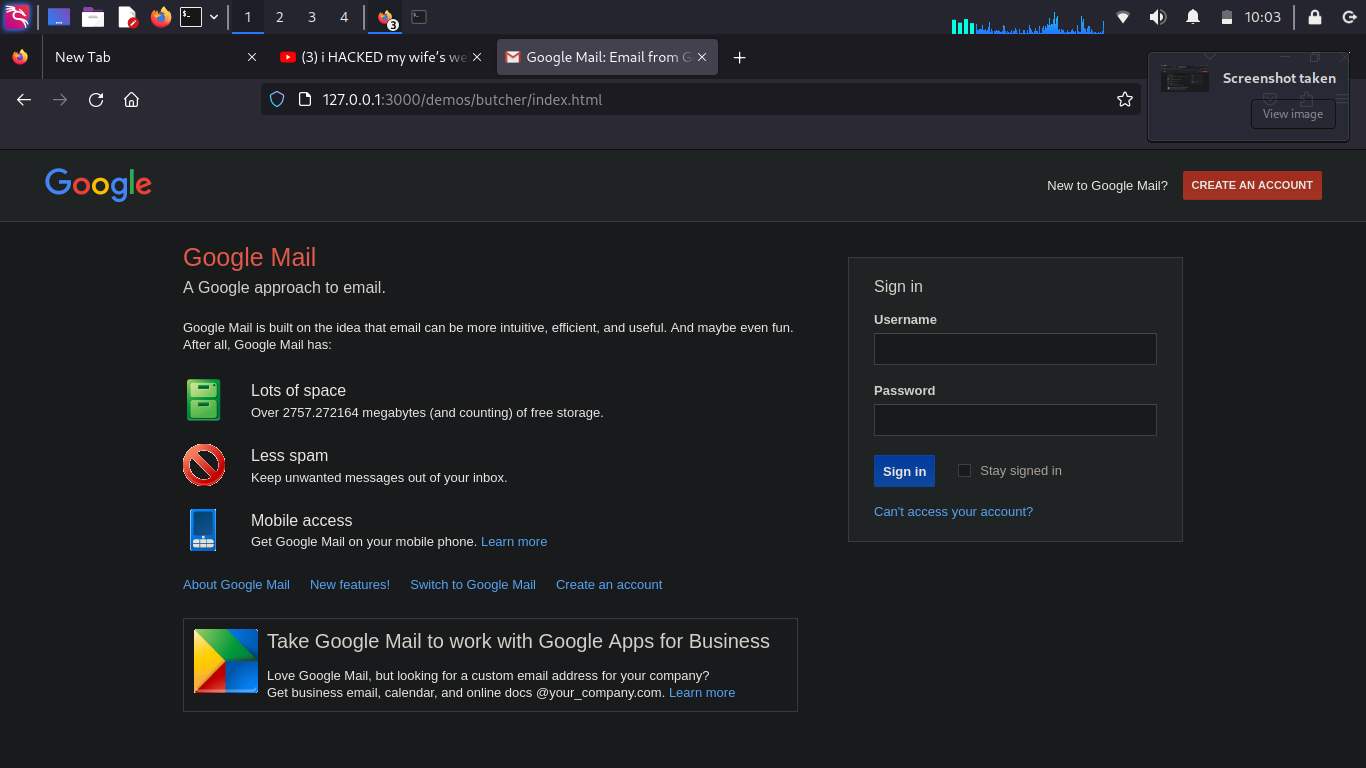 1 2 3 4 3 10:03
New Tab (3) i HACKED my wife’s we Google Mail: Email from G
127.0.0.1:3000/demos/butcher/index.html
Screenshot taken
View image
Google New to Google Mail? CREATE AN ACCOUNT
Google Mail
A Google approach to email.
Google Mail is built on the idea that email can be more intuitive, efficient, and useful. And maybe even fun.
After all, Google Mail has:
Lots of space
Over 2757.272164 megabytes (and counting) of free storage.
Less spam
Keep unwanted messages out of your inbox.
Mobile access
Get Google Mail on your mobile phone. Learn more
About Google Mail New features! Switch to Google Mail Create an account
Take Google Mail to work with Google Apps for Business
Love Google Mail, but looking for a custom email address for your company?
Get business email, calendar, and online docs @your_company.com. Learn more
Sign in
Username
Password
Sign in Stay signed in
Can't access your account?